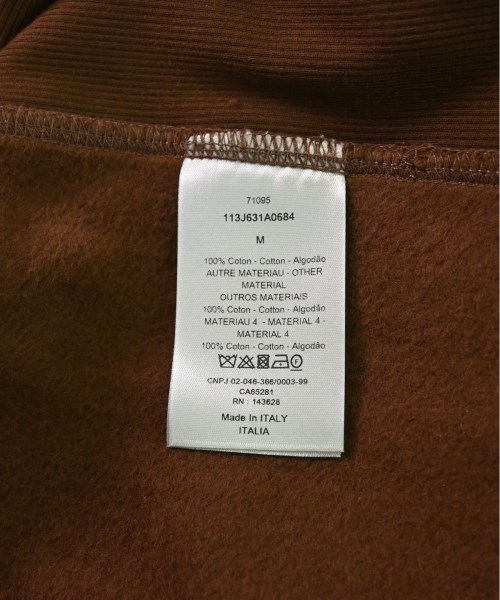 71095
113J631A0684
M
100% Coton - Cotton - Algodão
AUTRE MATERIAU - OTHER
MATERIAL
OUTROS MATERIAIS
100% Coton - Cotton - Algodão
MATERIAU 4 - MATERIAL 4 -
MATERIAL 4
100% Coton - Cotton - Algodão
F
CNPJ 02-046-366/0003-99
CA65281
RN : 143628
Made In ITALY
ITALIA